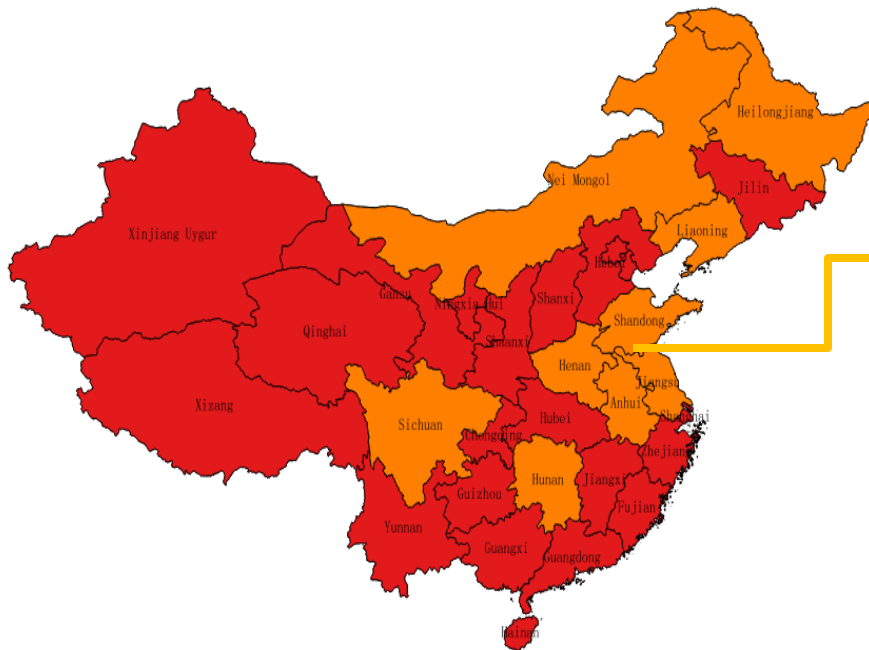 Heilongjiang
Nei Mongol
Jilin
Liaoning
Xinjiang Uygur
Hebei
Gansu
Ningxia Hui
Shanxi
Shandong
Qinghai
Shaanxi
Henan
Jiangsu
Xizang
Anhui
Sichuan
Hubei
Shanghai
Chongqing
Zhejiang
Hunan
Jiangxi
Guizhou
Fujian
Yunnan
Guangxi
Guangdong
Hainan